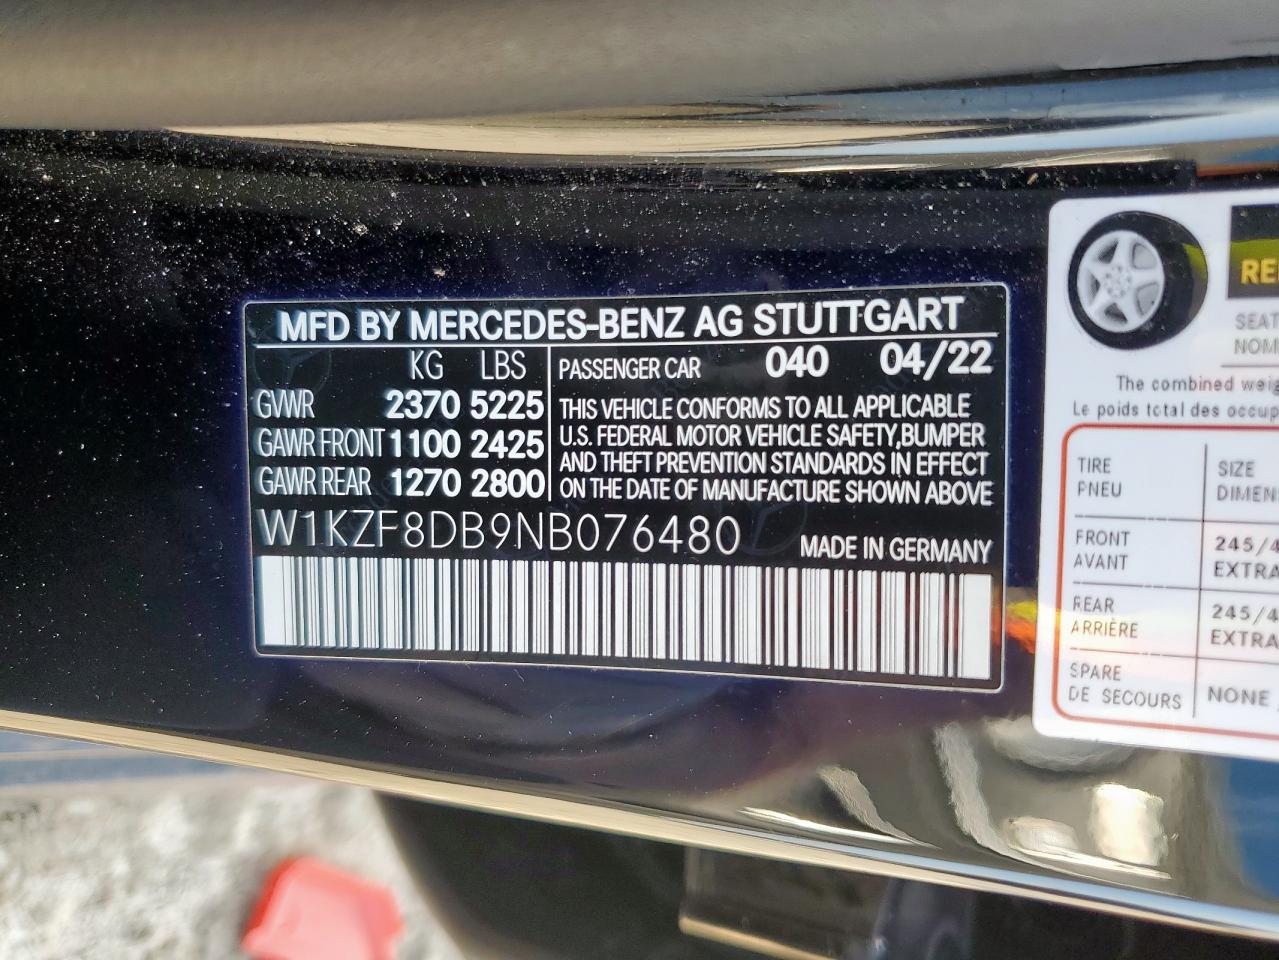 MFD BY MERCEDES-BENZ AG STUTTGART
KG LBS
GVWR 2370 5225
GAWR FRONT 1100 2425
GAWR REAR 1270 2800
PASSENGER CAR 040 04/22
THIS VEHICLE CONFORMS TO ALL APPLICABLE
U.S. FEDERAL MOTOR VEHICLE SAFETY,BUMPER
AND THEFT PREVENTION STANDARDS IN EFFECT
ON THE DATE OF MANUFACTURE SHOWN ABOVE
W1KZF8DB9NB076480
MADE IN GERMANY
The combined
Le poids total des
TIRE SIZE
PNEU
FRONT 245/4
AVANT EXTRA
REAR 245/4
ARRIÈRE EXTRA
SPARE
DE SECOURS NONE